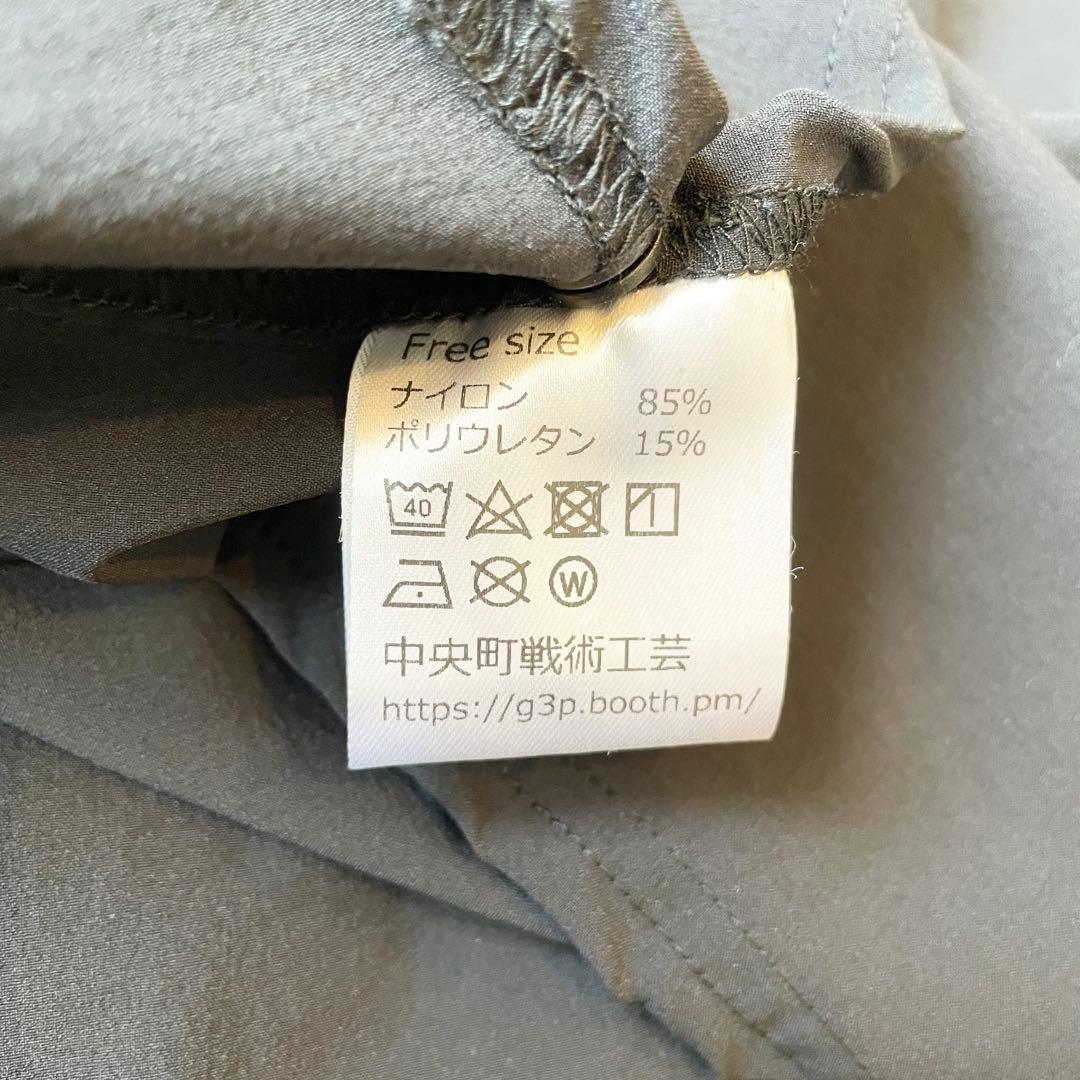 Free size
ナイロン 85%
ポリウレタン 15%
40
W
中央町戦術工芸
https://g3p.booth.pm/